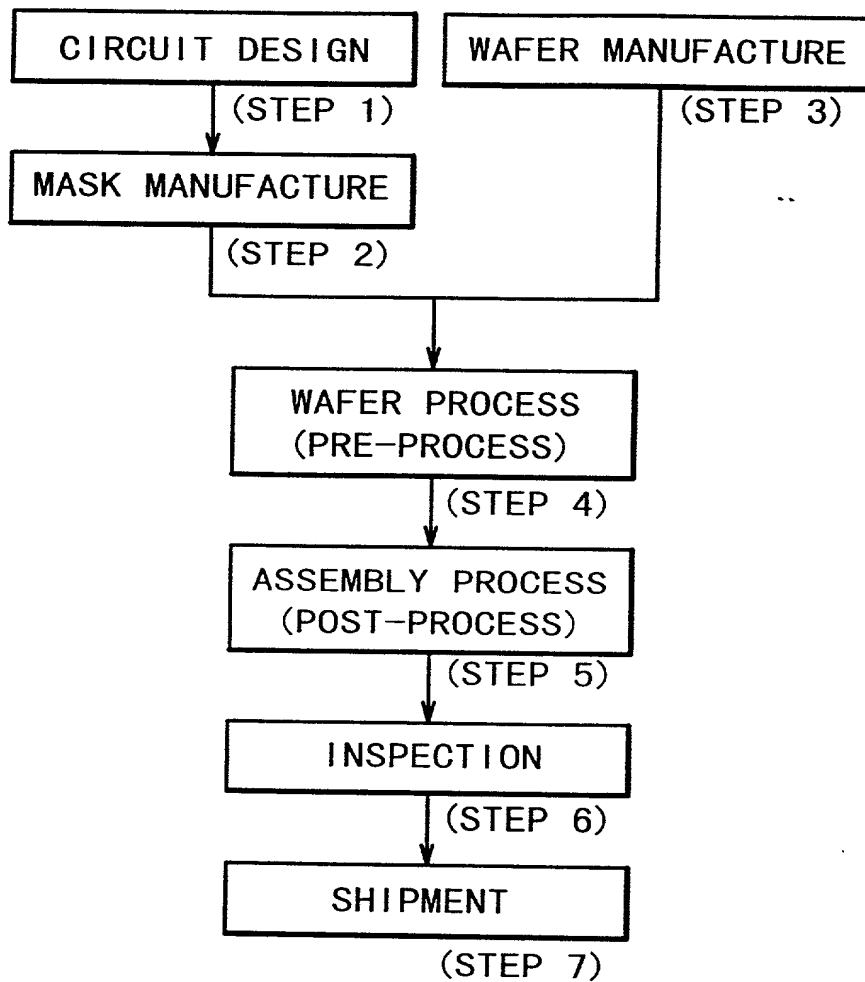 CIRCUIT DESIGN
(STEP 1)
WAFER MANUFACTURE
(STEP 3)
MASK MANUFACTURE
(STEP 2)
WAFER PROCESS
(PRE-PROCESS)
(STEP 4)
ASSEMBLY PROCESS
(POST-PROCESS)
(STEP 5)
INSPECTION
(STEP 6)
SHIPMENT
(STEP 7)